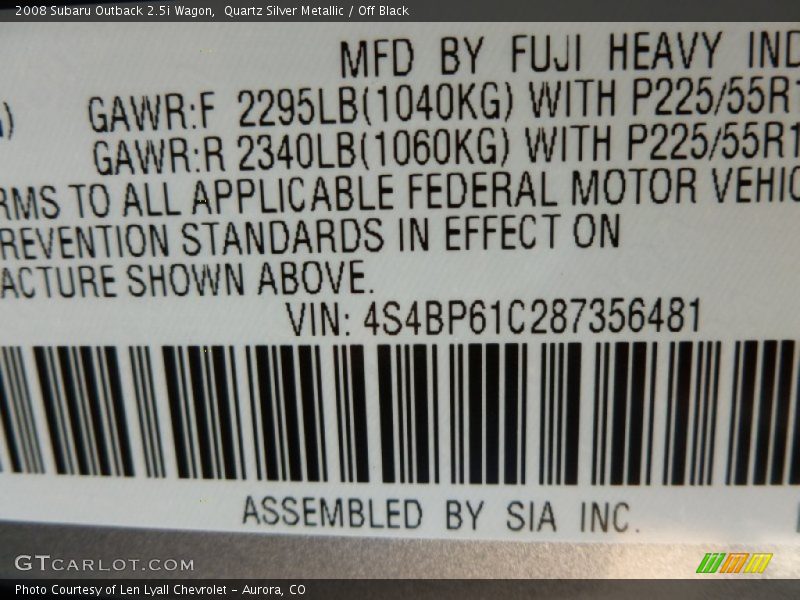 2008 Subaru Outback 2.5i Wagon,  Quartz Silver Metallic / Off Black
MFD BY FUJI HEAVY IND
GAWR:F 2295LB(1040KG) WITH P225/55R1
GAWR:R 2340LB(1060KG) WITH P225/55R1
RMS TO ALL APPLICABLE FEDERAL MOTOR VEHIC
REVENTION STANDARDS IN EFFECT ON
ACTURE SHOWN ABOVE.
VIN: 4S4BP61C287356481
ASSEMBLED BY SIA INC.
GTCARLOT.COM
Photo Courtesy of Len Lyall Chevrolet - Aurora, CO